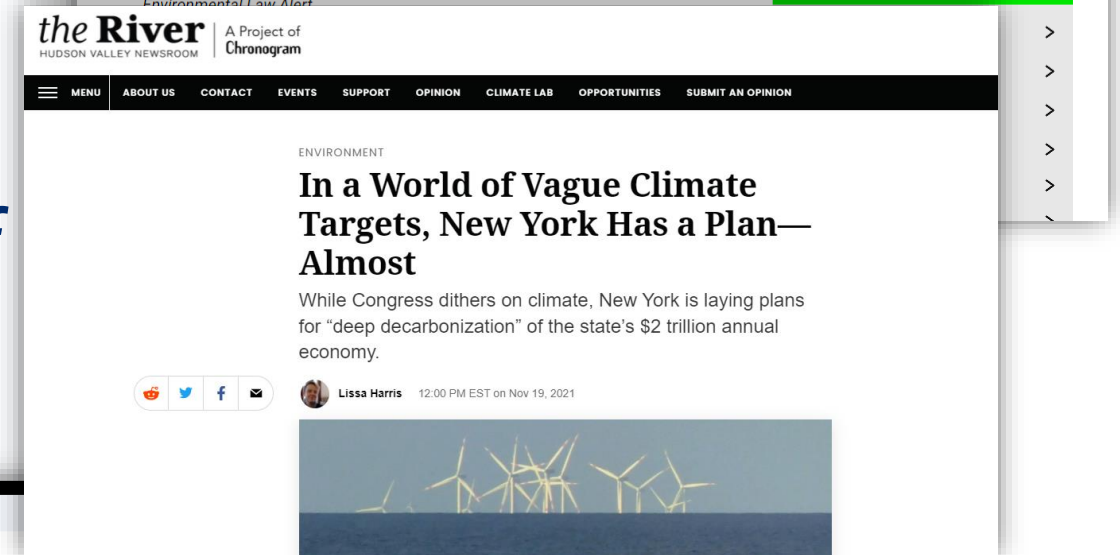 Environmental Law Alert
the River
HUDSON VALLEY NEWSROOM
A Project of
Chronogram
MENU ABOUT US CONTACT EVENTS SUPPORT OPINION CLIMATE LAB OPPORTUNITIES SUBMIT AN OPINION
ENVIRONMENT
In a World of Vague Climate
Targets, New York Has a Plan—
Almost
While Congress dithers on climate, New York is laying plans
for “deep decarbonization” of the state’s $2 trillion annual
economy.
Lissa Harris 12:00 PM EST on Nov 19, 2021